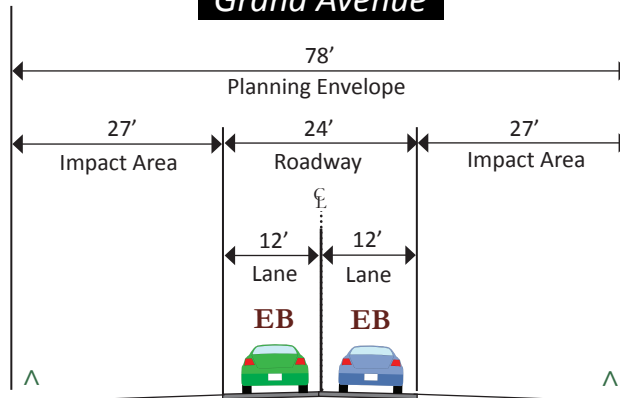 Grand Avenue
78’
Planning Envelope
27’ 24’ 27’
Impact Area Roadway Impact Area
℄
12’ 12’
Lane Lane
EB EB